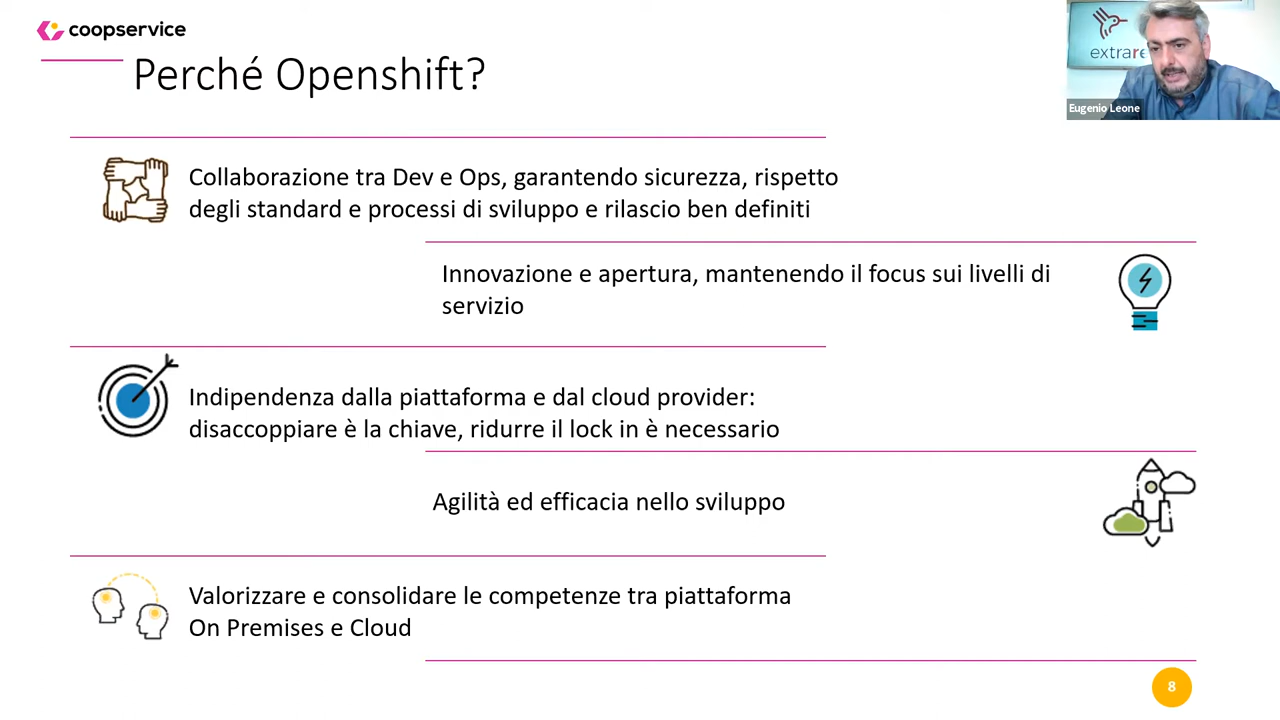 coopservice
Perché Openshift?
extrare
Eugenio Leone
Collaborazione tra Dev e Ops, garantendo sicurezza, rispetto
degli standard e processi di sviluppo e rilascio ben definiti
Innovazione e apertura, mantenendo il focus sui livelli di
servizio
Indipendenza dalla piattaforma e dal cloud provider:
disaccoppiare è la chiave, ridurre il lock in è necessario
Agilità ed efficacia nello sviluppo
Valorizzare e consolidare le competenze tra piattaforma
On Premises e Cloud
8